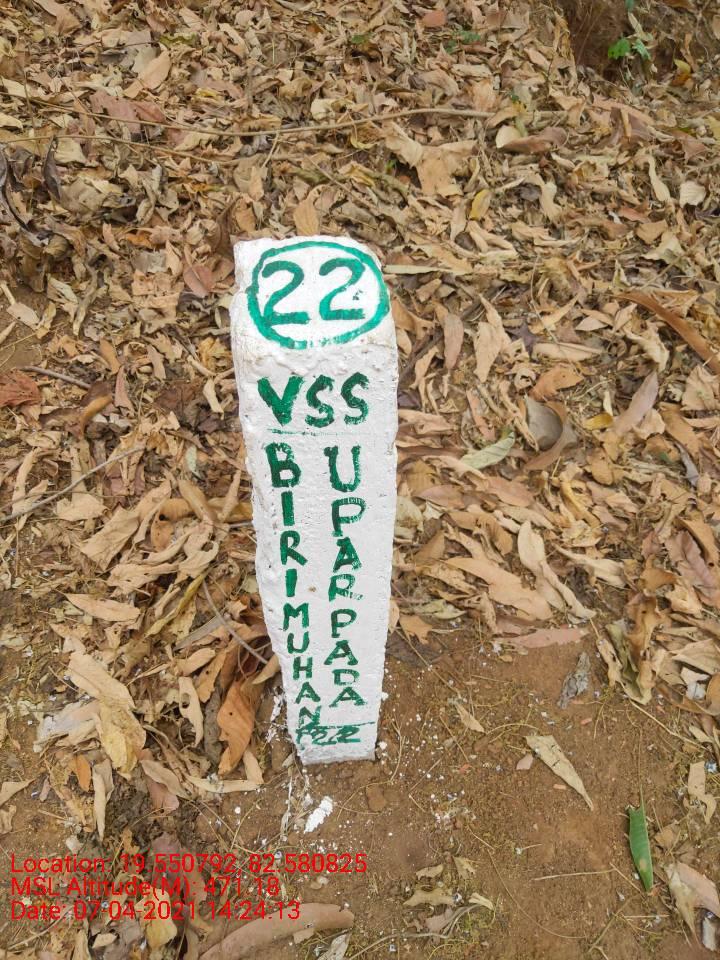 22
VSS
BIRIMUHAN
UPARPADA
Location: 19.550792, 82.580825
MSL Altitude(M): 471.18
Date: 07-04-2021 14:24:13